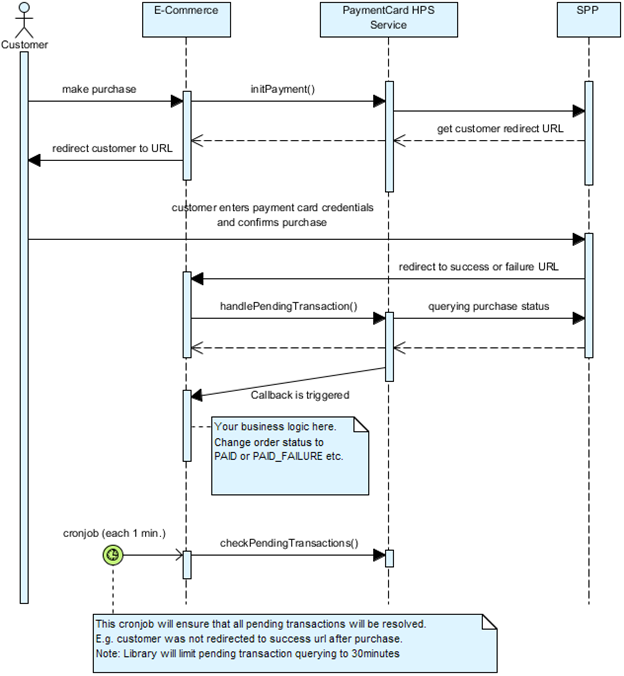 E-Commerce
PaymentCard HPS
Service
SPP
Customer
make purchase
initPayment()
get customer redirect URL
redirect customer to URL
customer enters payment card credentials
and confirms purchase
redirect to success or failure URL
handlePendingTransaction()
querying purchase status
Callback is triggered
Your business logic here.
Change order status to
PAID or PAID_FAILURE etc.
cronjob (each 1 min.)
checkPendingTransactions()
This cronjob will ensure that all pending transactions will be resolved.
E.g. customer was not redirected to success url after purchase.
Note: Library will limit pending transaction querying to 30minutes